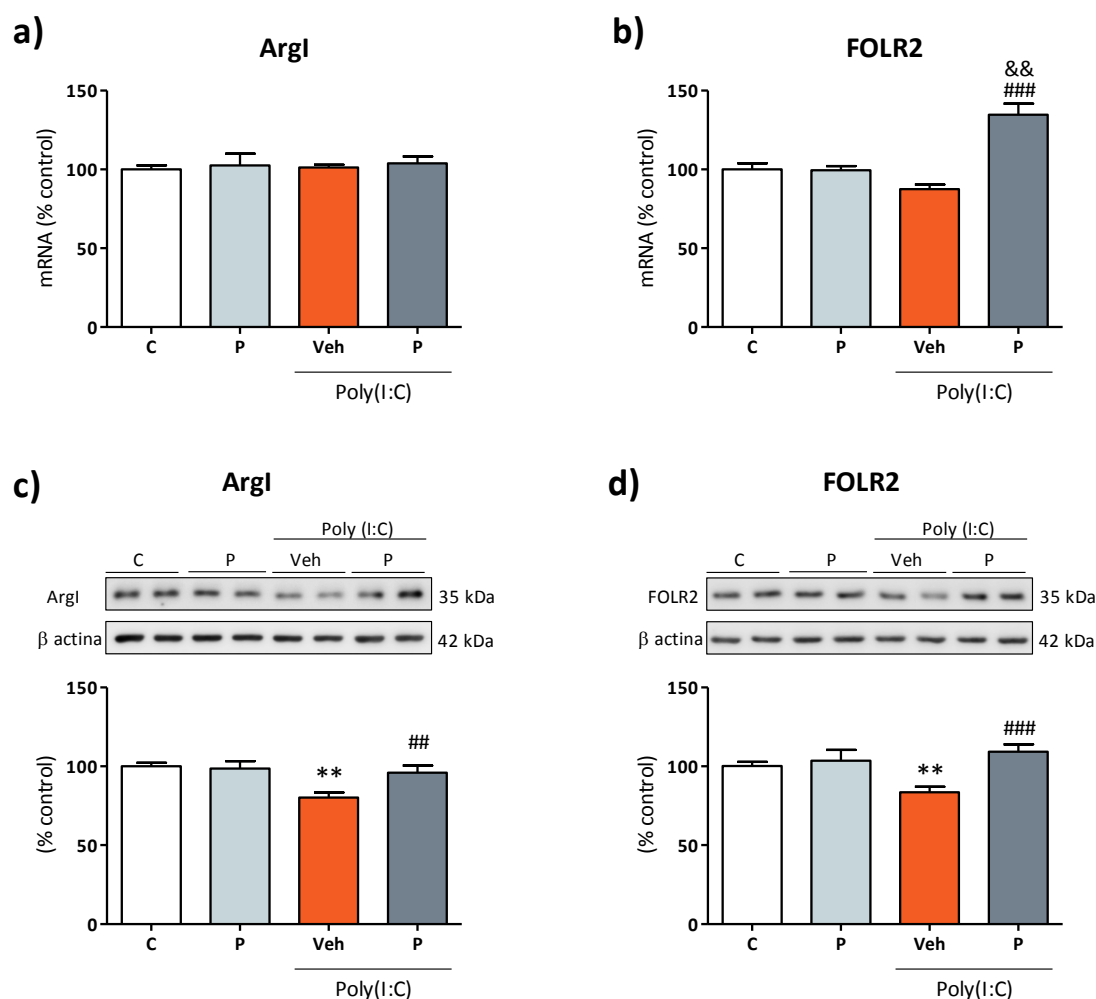 a)
ArgI
mRNA (% control)
150
100
50
0
C P Veh P
Poly(I:C)
b)
FOLR2
mRNA (% control)
150
100
50
0
&&
###
C P Veh P
Poly(I:C)
c)
ArgI
Poly (I:C)
C P Veh P
ArgI 35 kDa
β actina 42 kDa
(% control)
150
100
50
0
**
##
C P Veh P
Poly(I:C)
d)
FOLR2
Poly (I:C)
C P Veh P
FOLR2 35 kDa
β actina 42 kDa
(% control)
150
100
50
0
**
###
C P Veh P
Poly(I:C)